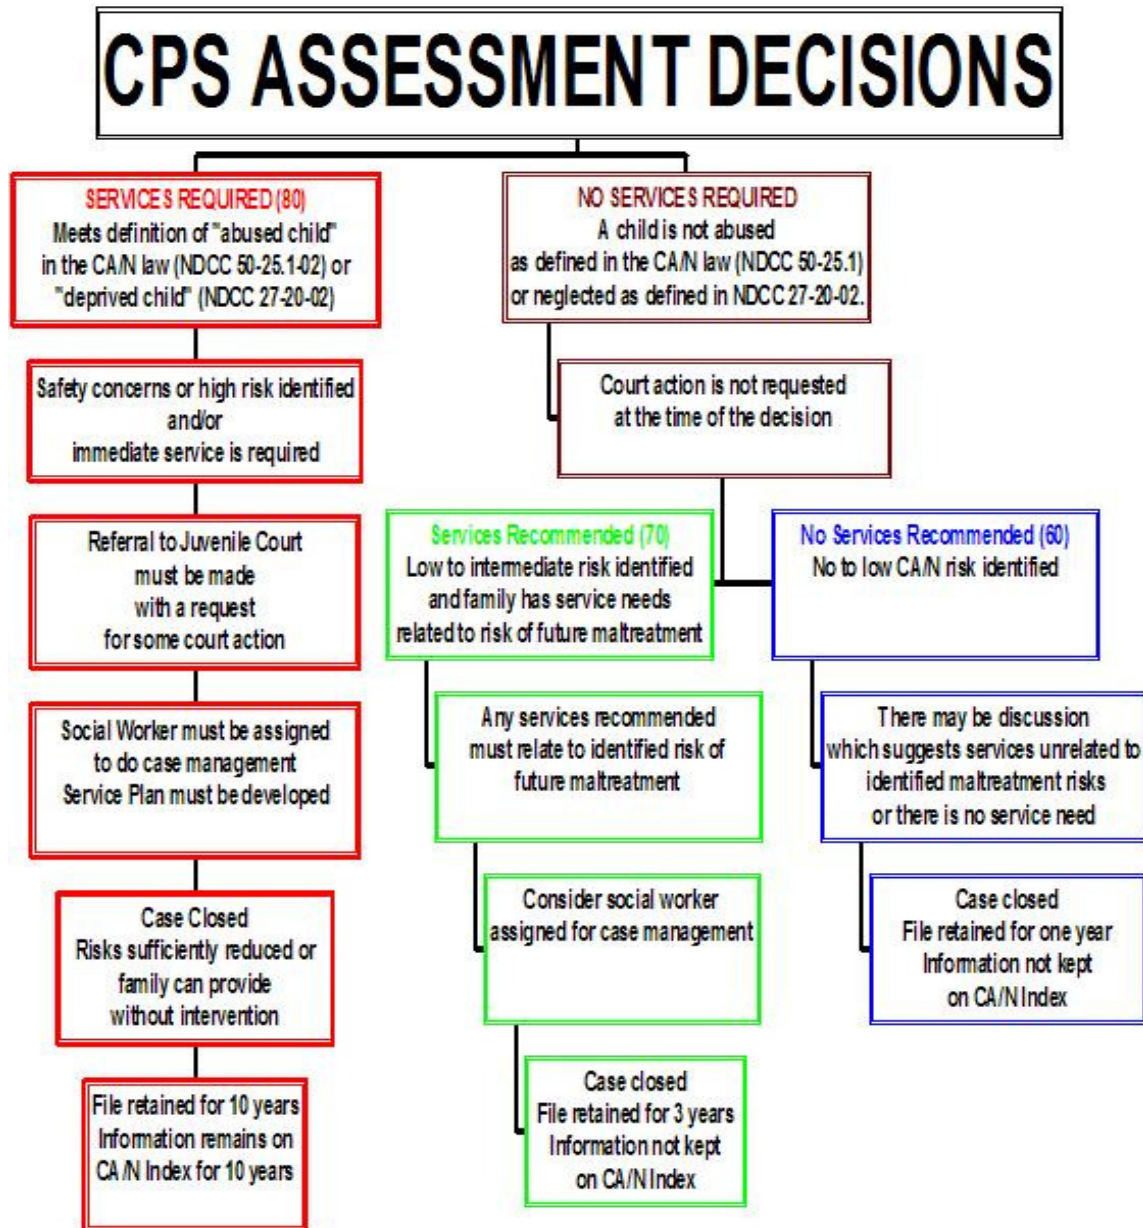 CPS ASSESSMENT DECISIONS
SERVICES REQUIRED (80)
Meets definition of "abused child"
in the CA/N law (NDCC 50-25.1-02) or
"deprived child" (NDCC 27-20-02)
Safety concerns or high risk identified
and/or
immediate service is required
Referral to Juvenile Court
must be made
with a request
for some court action
Social Worker must be assigned
to do case management
Service Plan must be developed
Case Closed
Risks sufficiently reduced or
family can provide
without intervention
File retained for 10 years
Information remains on
CA/N Index for 10 years
NO SERVICES REQUIRED
A child is not abused
as defined in the CA/N law (NDCC 50-25.1)
or neglected as defined in NDCC 27-20-02.
Court action is not requested
at the time of the decision
Services Recommended (70)
Low to intermediate risk identified
and family has service needs
related to risk of future maltreatment
Any services recommended
must relate to identified risk of
future maltreatment
Consider social worker
assigned for case management
Case closed
File retained for 3 years
Information not kept
on CA/N Index
No Services Recommended (60)
No to low CA/N risk identified
There may be discussion
which suggests services unrelated to
identified maltreatment risks
or there is no service need
Case closed
File retained for one year
Information not kept
on CA/N Index